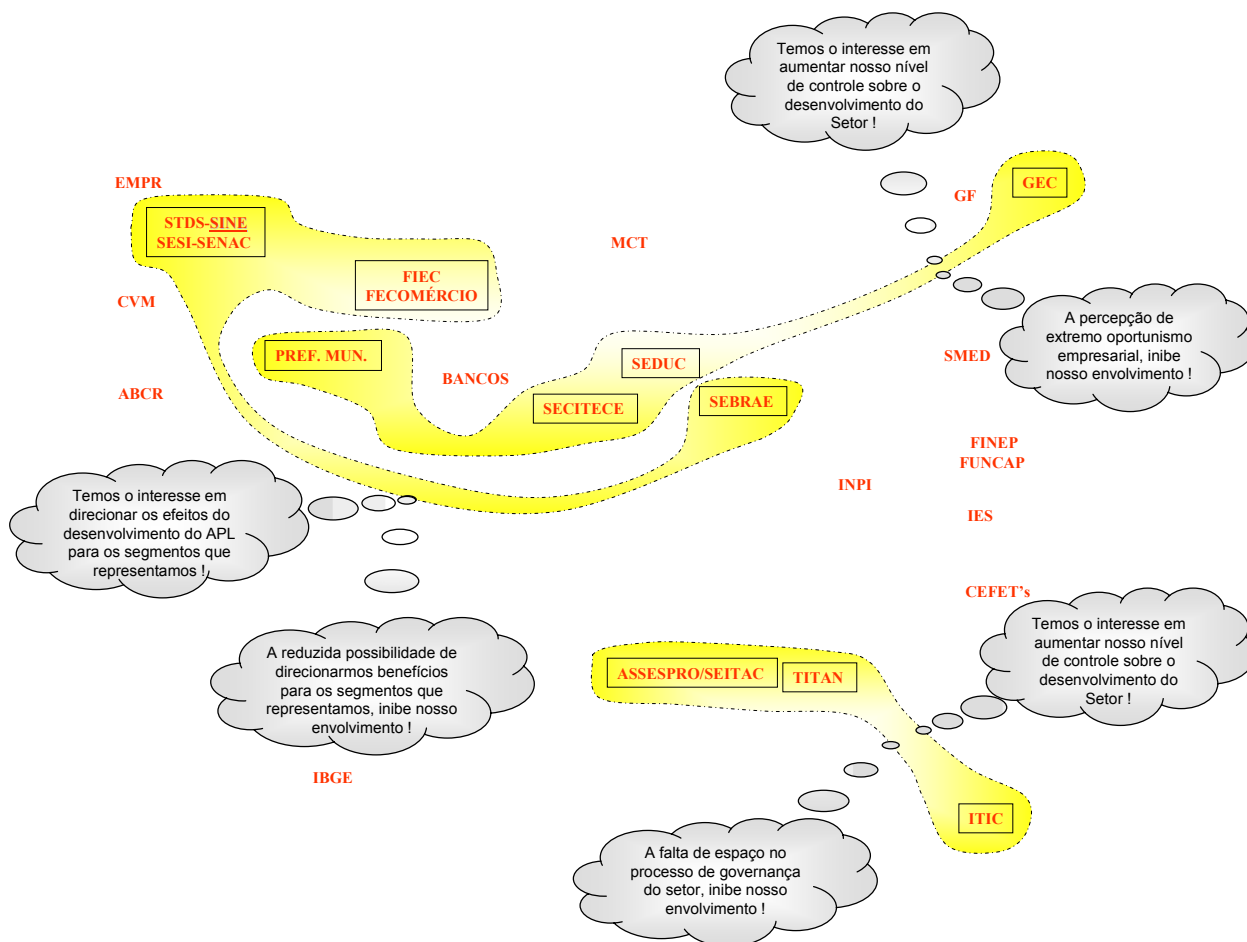 Temos o interesse em
aumentar nosso nível
de controle sobre o
desenvolvimento do
Setor !
EMPR
GF
GEC
STDS-SINE
SESI-SENAC
MCT
FIEC
FECOMÉRCIO
CVM
A percepção de
extremo oportunismo
empresarial, inibe
nosso envolvimento !
PREF. MUN.
SEDUC
SMED
BANCOS
ABCR
SECITECE
SEBRAE
FINEP
FUNCAP
INPI
Temos o interesse em
direcionar os efeitos do
desenvolvimento do APL
para os segmentos que
representamos !
IES
CEFET's
Temos o interesse em
aumentar nosso nível
de controle sobre o
desenvolvimento do
Setor !
A reduzida possibilidade de
direcionarmos benefícios
para os segmentos que
representamos, inibe nosso
envolvimento !
ASSESPRO/SEITAC
TITAN
IBGE
ITIC
A falta de espaço no
processo de governança
do setor, inibe nosso
envolvimento !